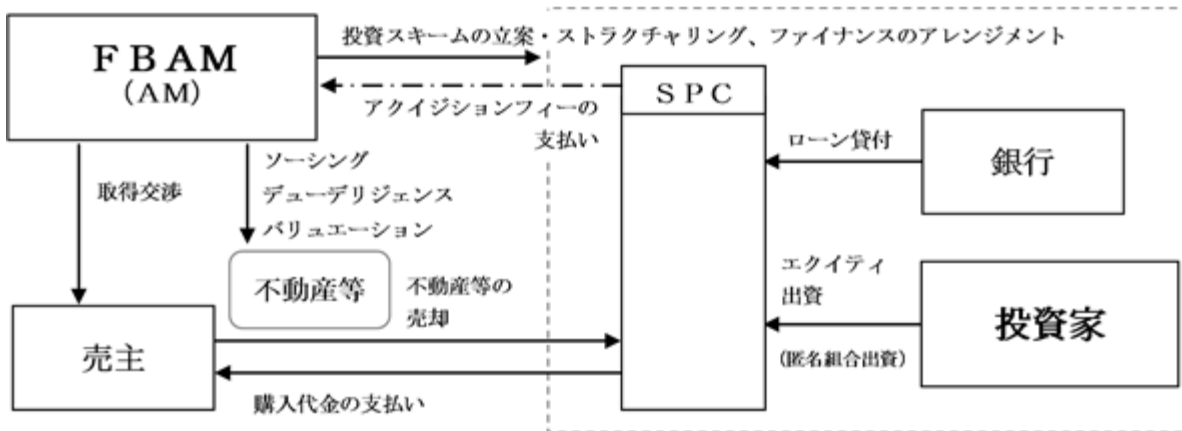 FBAM
(AM)
投資スキームの立案・ストラクチャリング、ファイナンスのアレンジメント
アクイジションフィーの
支払い
SPC
ローン貸付
銀行
取得交渉
ソーシング
デューデリジェンス
バリュエーション
不動産等
不動産等の
売却
エクイティ
出資
(匿名組合出資)
投資家
売主
購入代金の支払い